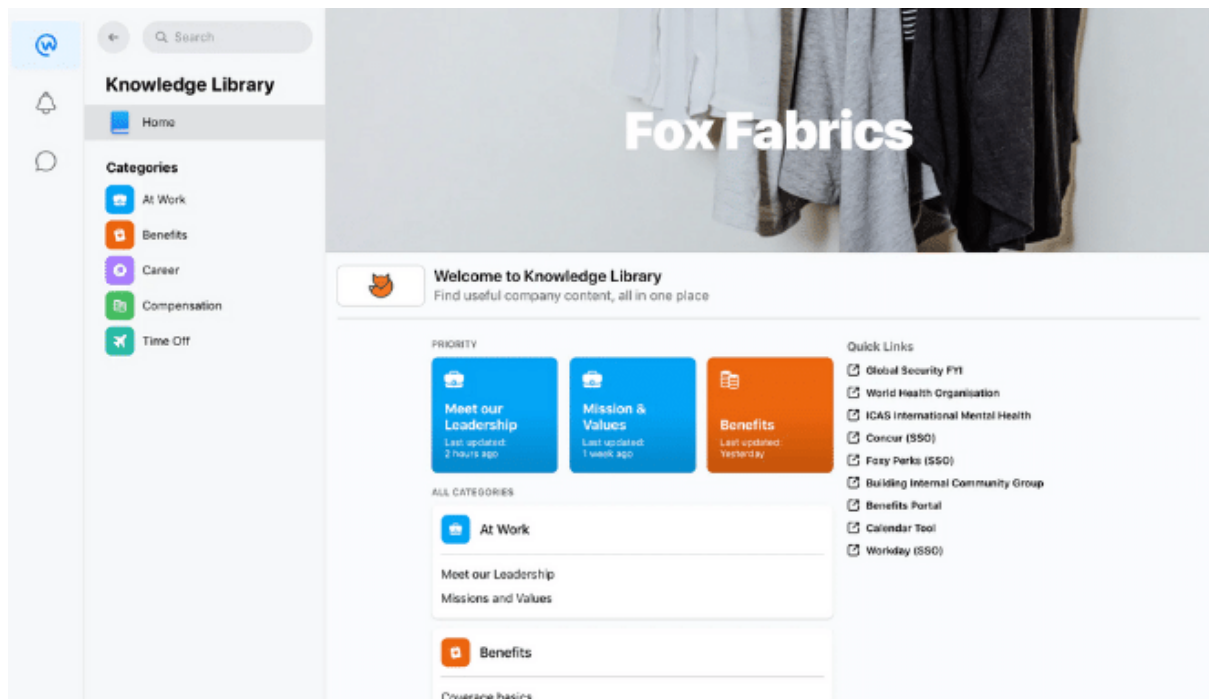 Search
Knowledge Library
Home
Categories
At Work
Benefits
Career
Compensation
Time Off
Fox Fabrics
Welcome to Knowledge Library
Find useful company content, all in one place
PRIORITY
Meet our
Leadership
Last updated:
2 hours ago
Mission &
Values
Last updated:
1 week ago
Benefits
Last updated:
Yesterday
ALL CATEGORIES
At Work
Meet our Leadership
Missions and Values
Benefits
Coverage basics
Quick Links
Global Security FYI
World Health Organisation
ICAS International Mental Health
Concur (SSO)
Foxy Perks (SSO)
Building Internal Community Group
Benefits Portal
Calendar Tool
Workday (SSO)